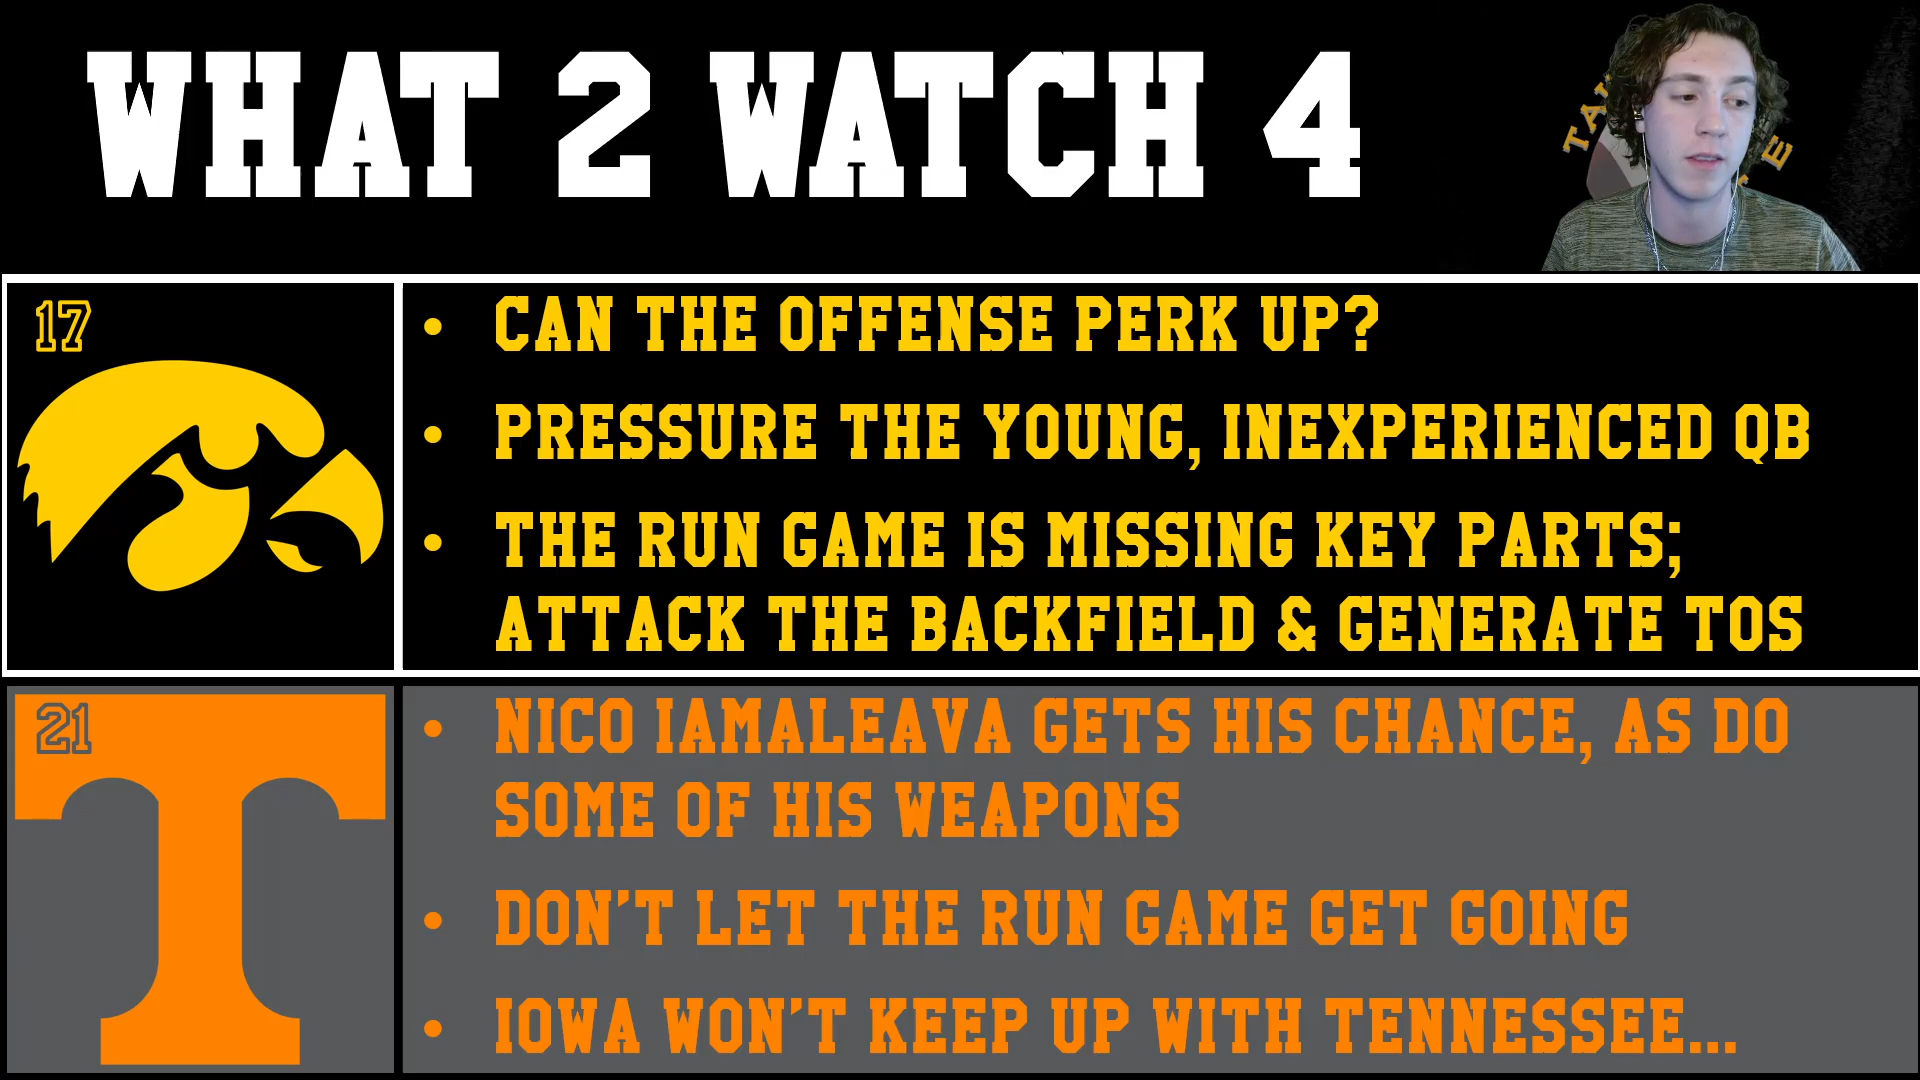 WHAT 2 WATCH 4
17
• CAN THE OFFENSE PERK UP?
• PRESSURE THE YOUNG, INEXPERIENCED QB
• THE RUN GAME IS MISSING KEY PARTS;
ATTACK THE BACKFIELD & GENERATE TOS
21
• NICO IAMALEAVA GETS HIS CHANCE, AS DO
SOME OF HIS WEAPONS
• DON'T LET THE RUN GAME GET GOING
• IOWA WON'T KEEP UP WITH TENNESSEE...